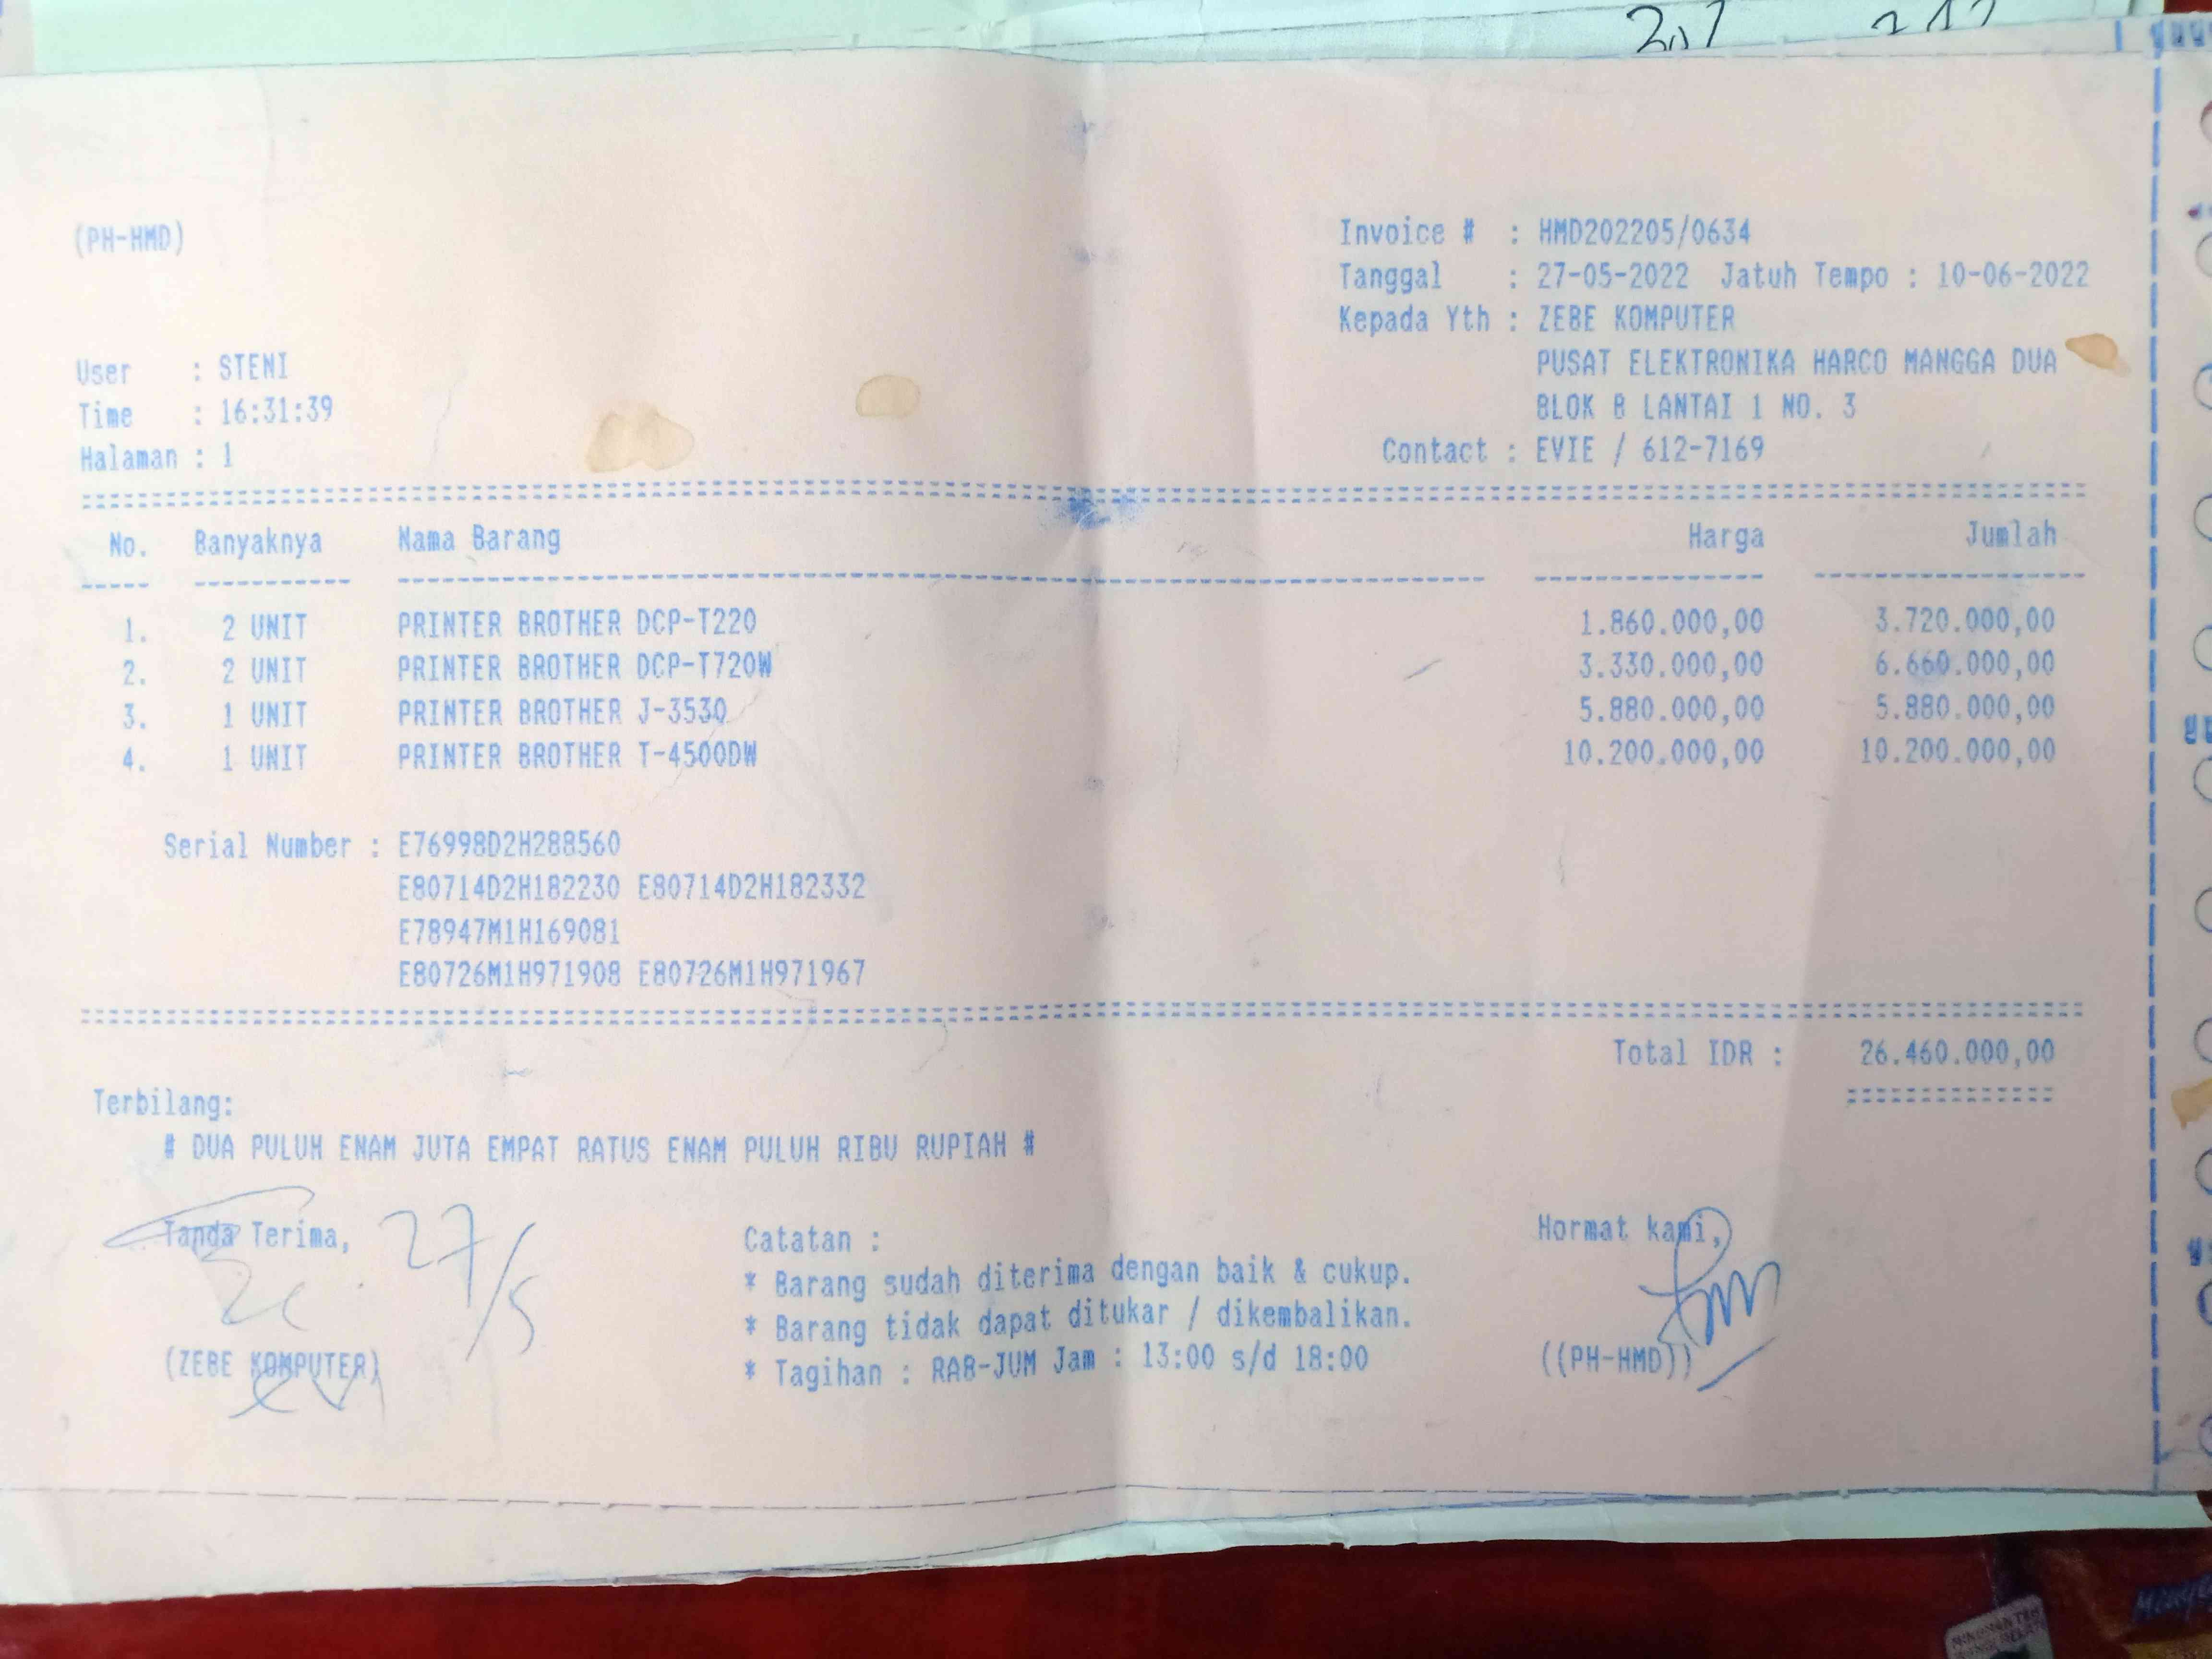 (PH-HMD)
Invoice # : HMD202205/0634
Tanggal : 27-05-2022 Jatuh Tempo : 10-06-2022
Kepada Yth : ZEBE KOMPUTER
PUSAT ELEKTRONIKA HARCO MANGGA DUA
BLOK B LANTAI 1 NO. 3
Contact : EVIE / 612-7169
User : STENI
Time : 16:31:39
Halaman : 1
No. Banyaknya Nama Barang Harga Jumlah
1. 2 UNIT PRINTER BROTHER DCP-T220 1.860.000,00 3.720.000,00
2. 2 UNIT PRINTER BROTHER DCP-T720W 3.330.000,00 6.660.000,00
3. 1 UNIT PRINTER BROTHER J-3530 5.880.000,00 5.880.000,00
4. 1 UNIT PRINTER BROTHER T-4500DW 10.200.000,00 10.200.000,00
Serial Number : E76998D2H288560
E80714D2H182230 E80714D2H182332
E78947M1H169081
E80726M1H971908 E80726M1H971967
Total IDR : 26.460.000,00
Terbilang:
# DUA PULUH ENAM JUTA EMPAT RATUS ENAM PULUH RIBU RUPIAH #
Tanda Terima, 27/5
(ZEBE KOMPUTER)
Catatan :
* Barang sudah diterima dengan baik & cukup.
* Barang tidak dapat ditukar / dikembalikan.
* Tagihan : RAB-JUM Jam : 13:00 s/d 18:00
Hormat kami,
((PH-HMD))